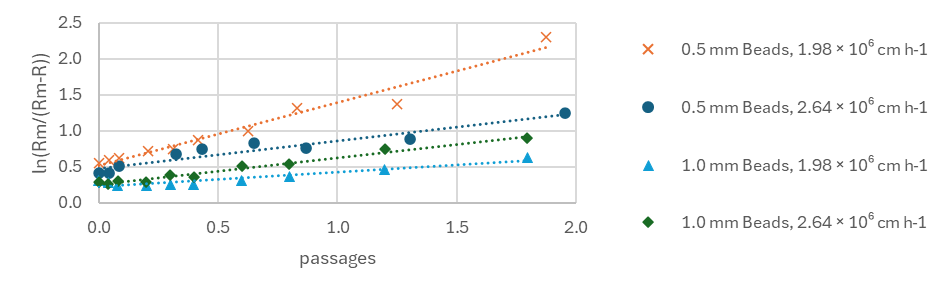 2.5
2.0
1.5
1.0
0.5
0.0
ln(Rm/(Rm-R))
0.0 0.5 1.0 1.5 2.0
passages
0.5 mm Beads, 1.98 × 10⁶ cm h-1
0.5 mm Beads, 2.64 × 10⁶ cm h-1
1.0 mm Beads, 1.98 × 10⁶ cm h-1
1.0 mm Beads, 2.64 × 10⁶ cm h-1